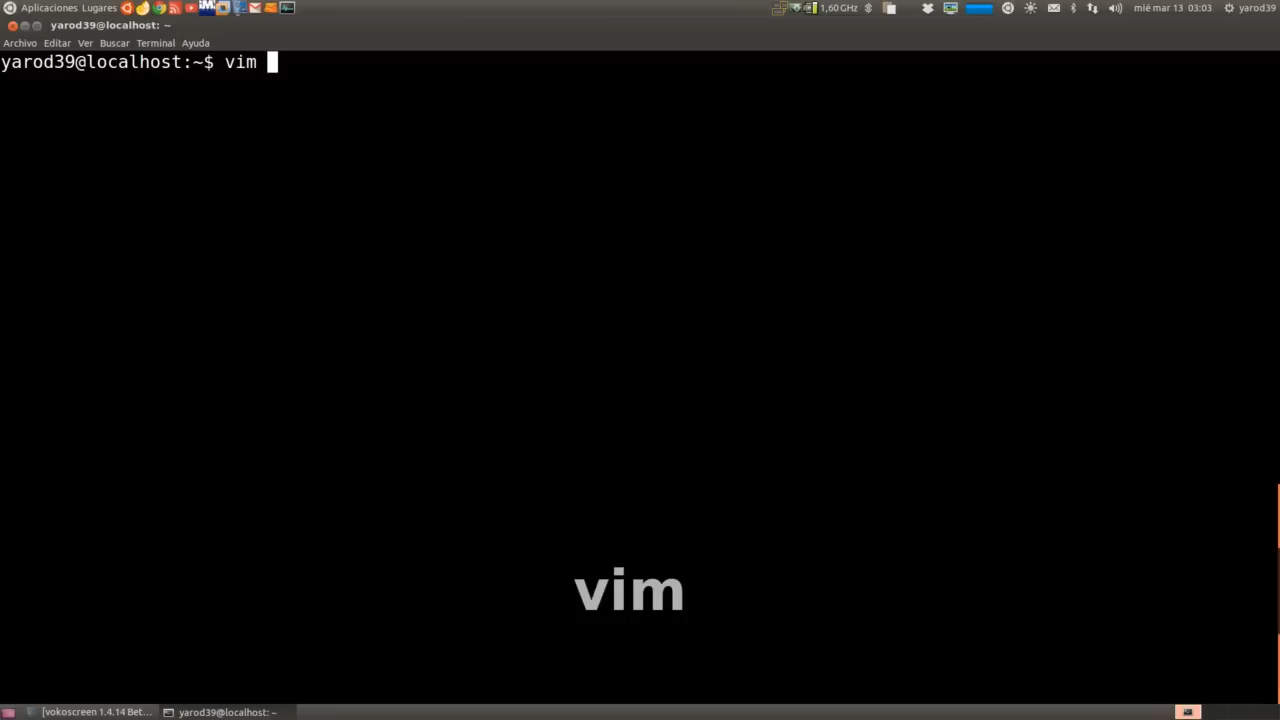 Aplicaciones Lugares 1,60 GHz mié mar 13 03:03 yarod39
yarod39@localhost: ~
Archivo Editar Ver Buscar Terminal Ayuda
yarod39@localhost:~$ vim
vim
[vokoscreen 1.4.14 Bet... yarod39@localhost: ~